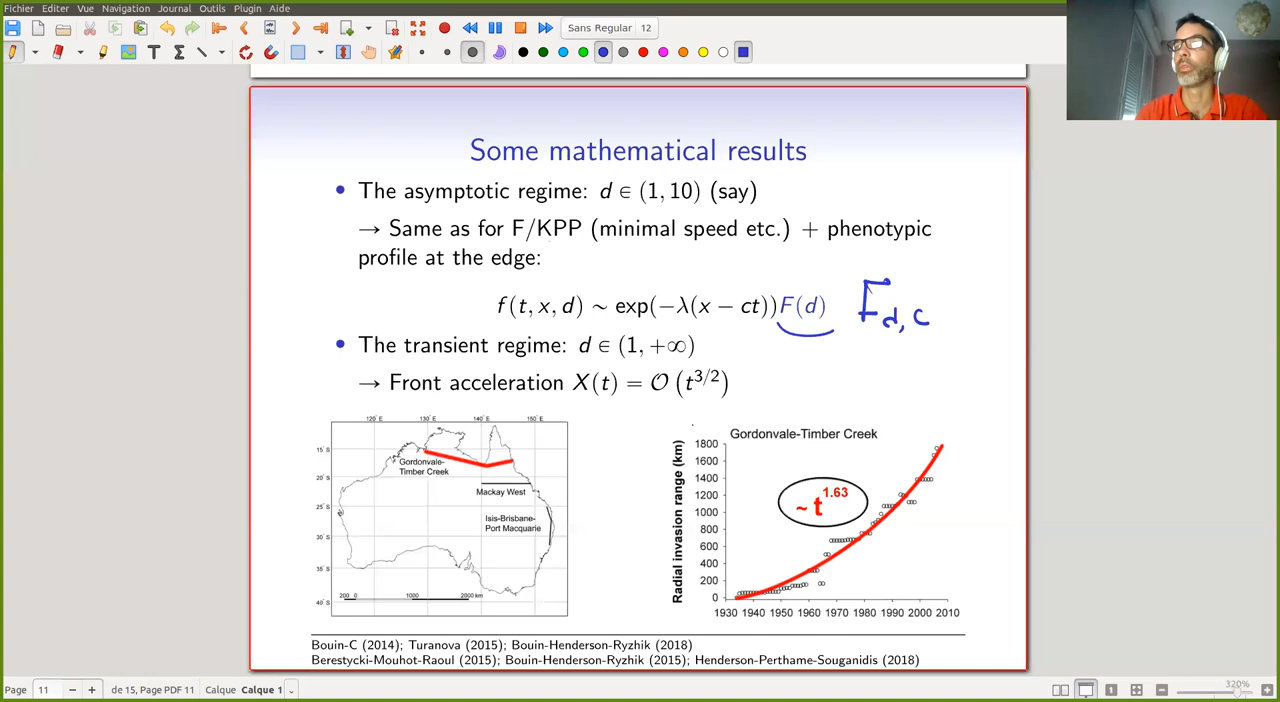 Fichier Editer Vue Navigation Journal Outils Plugin Aide
Sans Regular 12
Some mathematical results
• The asymptotic regime: d ∈ (1, 10) (say)
→ Same as for F/KPP (minimal speed etc.) + phenotypic
profile at the edge:
f(t, x, d) ∼ exp(−λ(x − ct))F(d) F d, c
• The transient regime: d ∈ (1, +∞)
→ Front acceleration X(t) = O(t^{3/2})
120° E 130° E 140° E 150° E
15° S
20° S
25° S
30° S
35° S
40° S
Gordonvale-
Timber Creek
Mackay West
Isis-Brisbane-
Port Macquarie
200 0 1000 2000 km
Gordonvale-Timber Creek
Radial invasion range (km)
1800
1600
1400
1200
1000
800
600
400
200
0
~ t^{1.63}
1930 1940 1950 1960 1970 1980 1990 2000 2010
Bouin-C (2014); Turanova (2015); Bouin-Henderson-Ryzhik (2018)
Berestycki-Mouhot-Raoul (2015); Bouin-Henderson-Ryzhik (2015); Henderson-Perthame-Souganidis (2018)
Page 11 de 15, Page PDF 11 Calque Calque 1
320%